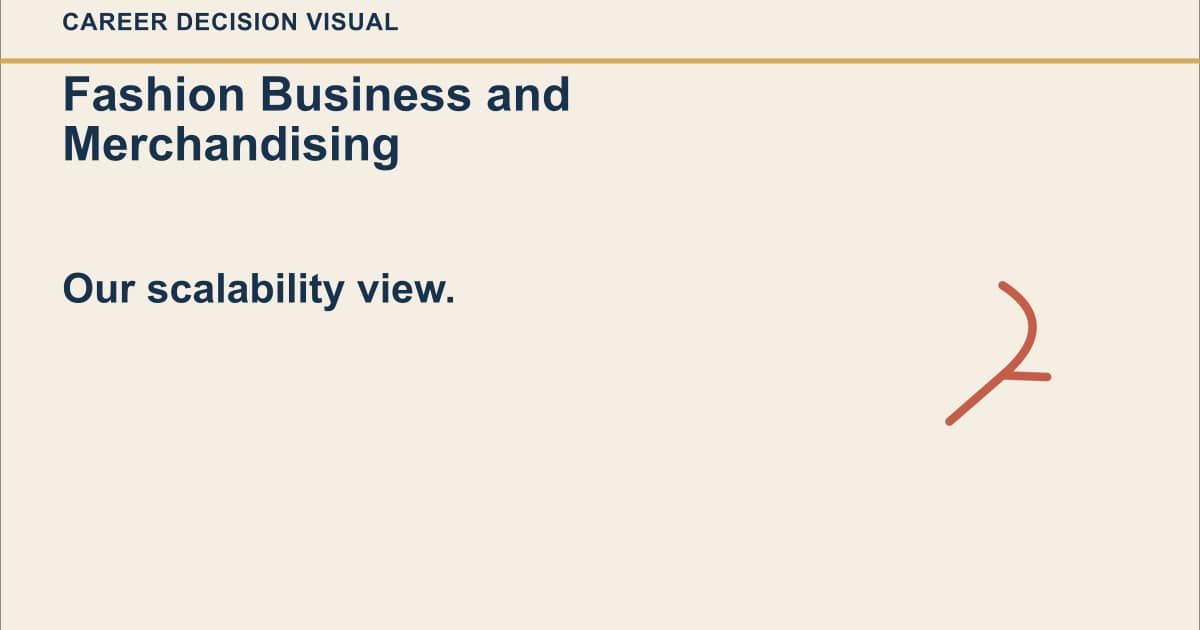 CAREER DECISION VISUAL
Fashion Business and
Merchandising
Our scalability view.